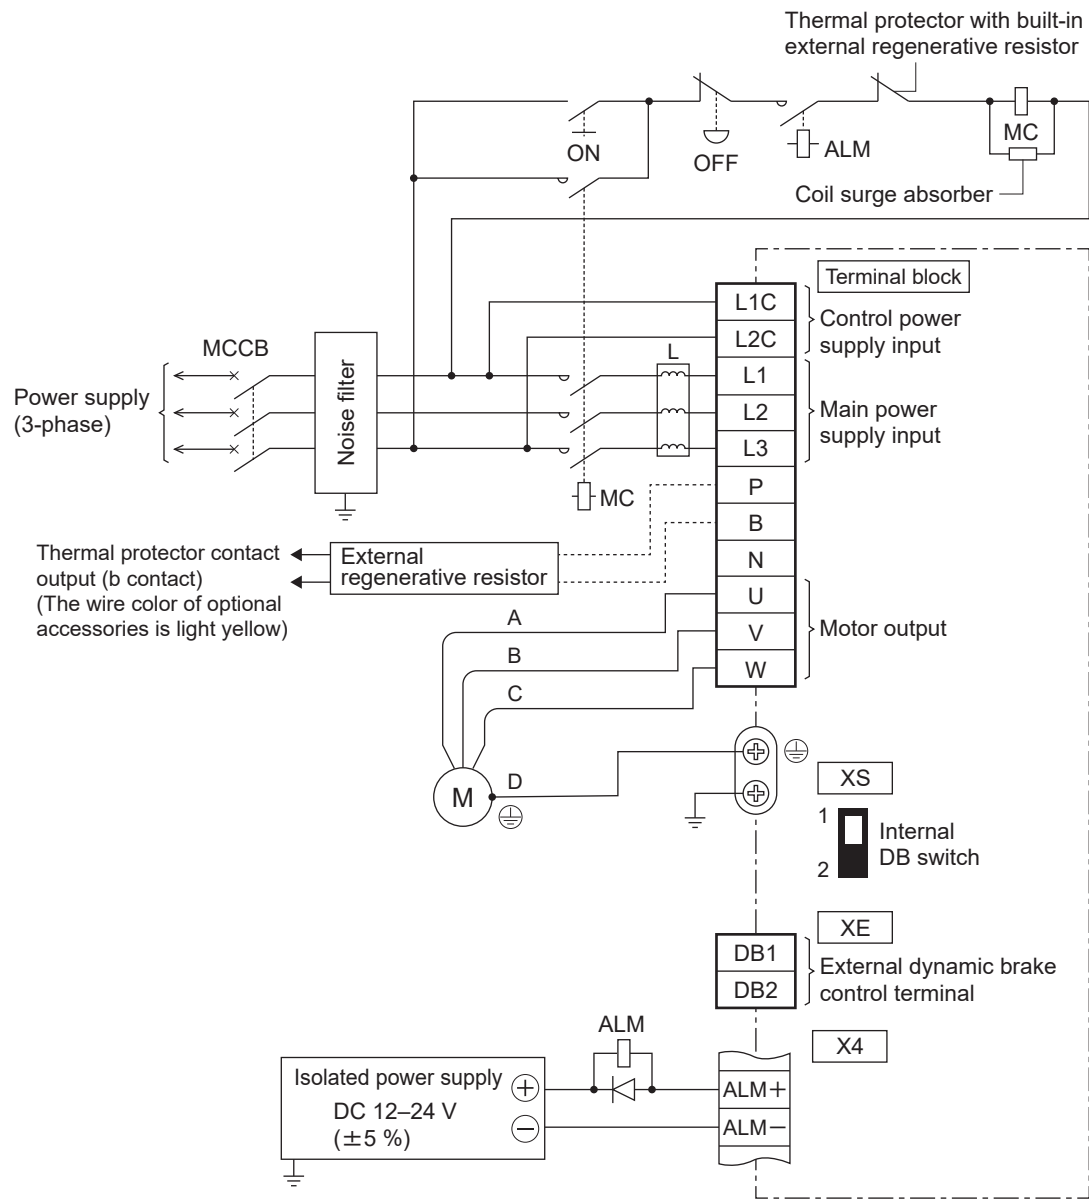 Thermal protector with built-in
external regenerative resistor
ON
OFF
ALM
MC
Coil surge absorber
Terminal block
L1C
L2C
Control power
supply input
MCCB
Noise filter
L
L1
L2
L3
Main power
supply input
Power supply
(3-phase)
MC
P
B
N
Thermal protector contact
output (b contact)
(The wire color of optional
accessories is light yellow)
External
regenerative resistor
U
V
W
Motor output
A
B
C
D
M
XS
1
2
Internal
DB switch
XE
DB1
DB2
External dynamic brake
control terminal
X4
ALM
Isolated power supply
DC 12–24 V
(±5 %)
+
−
ALM+
ALM−